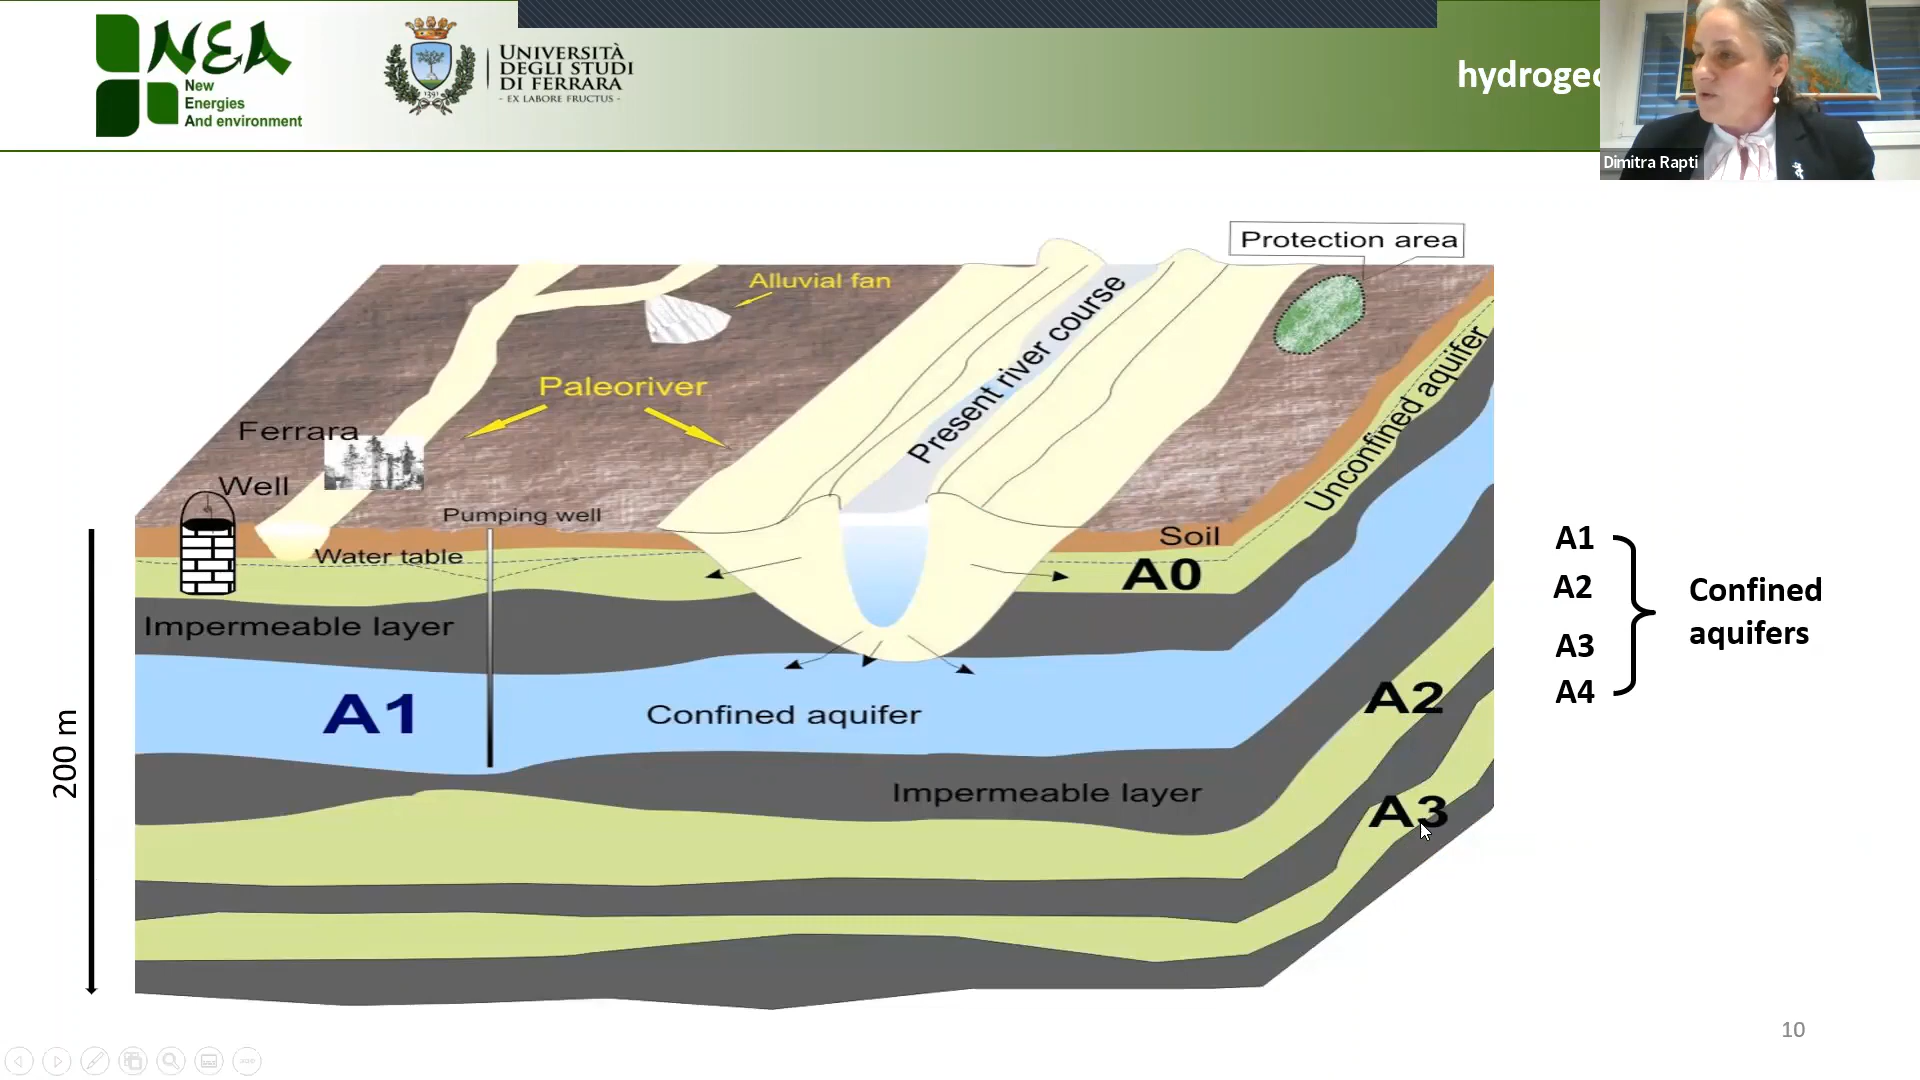 NEA
New
Energies
And environment
UNIVERSITÀ
DEGLI STUDI
DI FERRARA
- EX LABORE FRUCTUS -
1391
Dimitra Rapti
Protection area
Alluvial fan
Present river course
Paleoriver
Unconfined aquifer
Ferrara
Well
Pumping well
Soil
Water table
A0
Impermeable layer
A1
Confined aquifer
A2
Impermeable layer
A3
200 m
A1
A2
A3
A4
Confined
aquifers
10